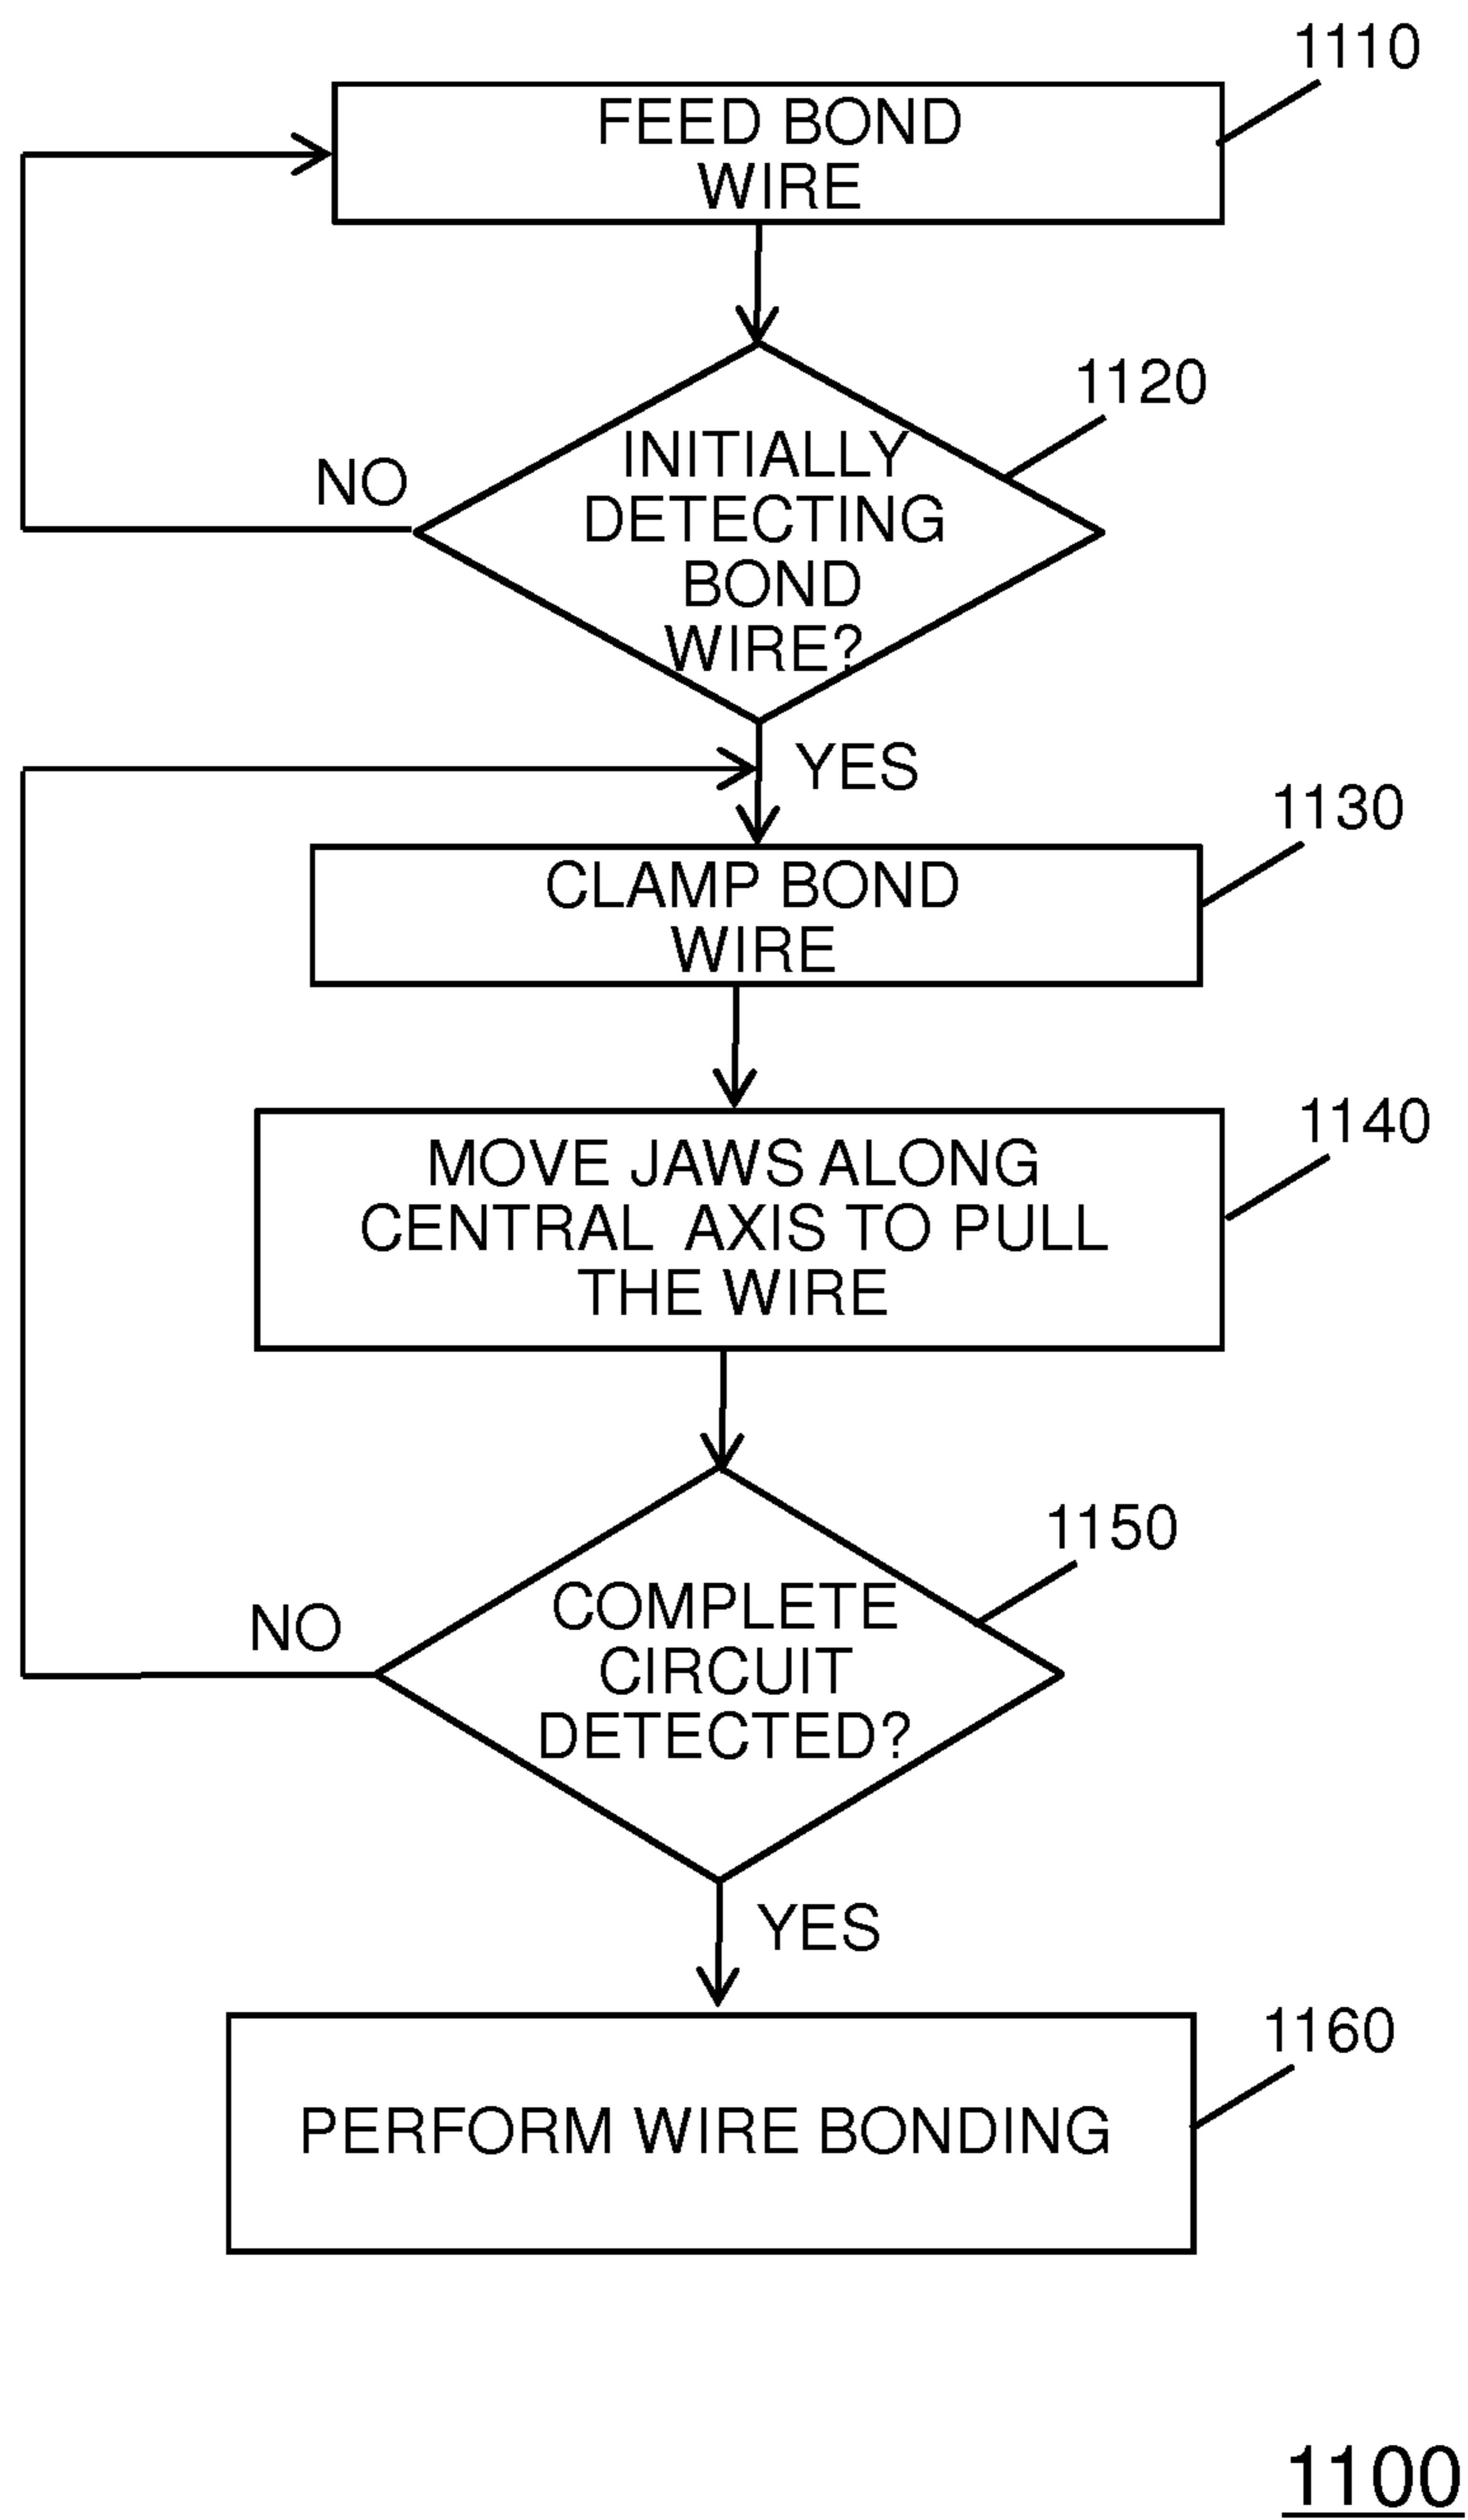 1110
FEED BOND
WIRE
1120
INITIALLY
DETECTING
BOND
WIRE?
NO
YES
1130
CLAMP BOND
WIRE
1140
MOVE JAWS ALONG
CENTRAL AXIS TO PULL
THE WIRE
1150
COMPLETE
CIRCUIT
DETECTED?
NO
YES
1160
PERFORM WIRE BONDING
1100